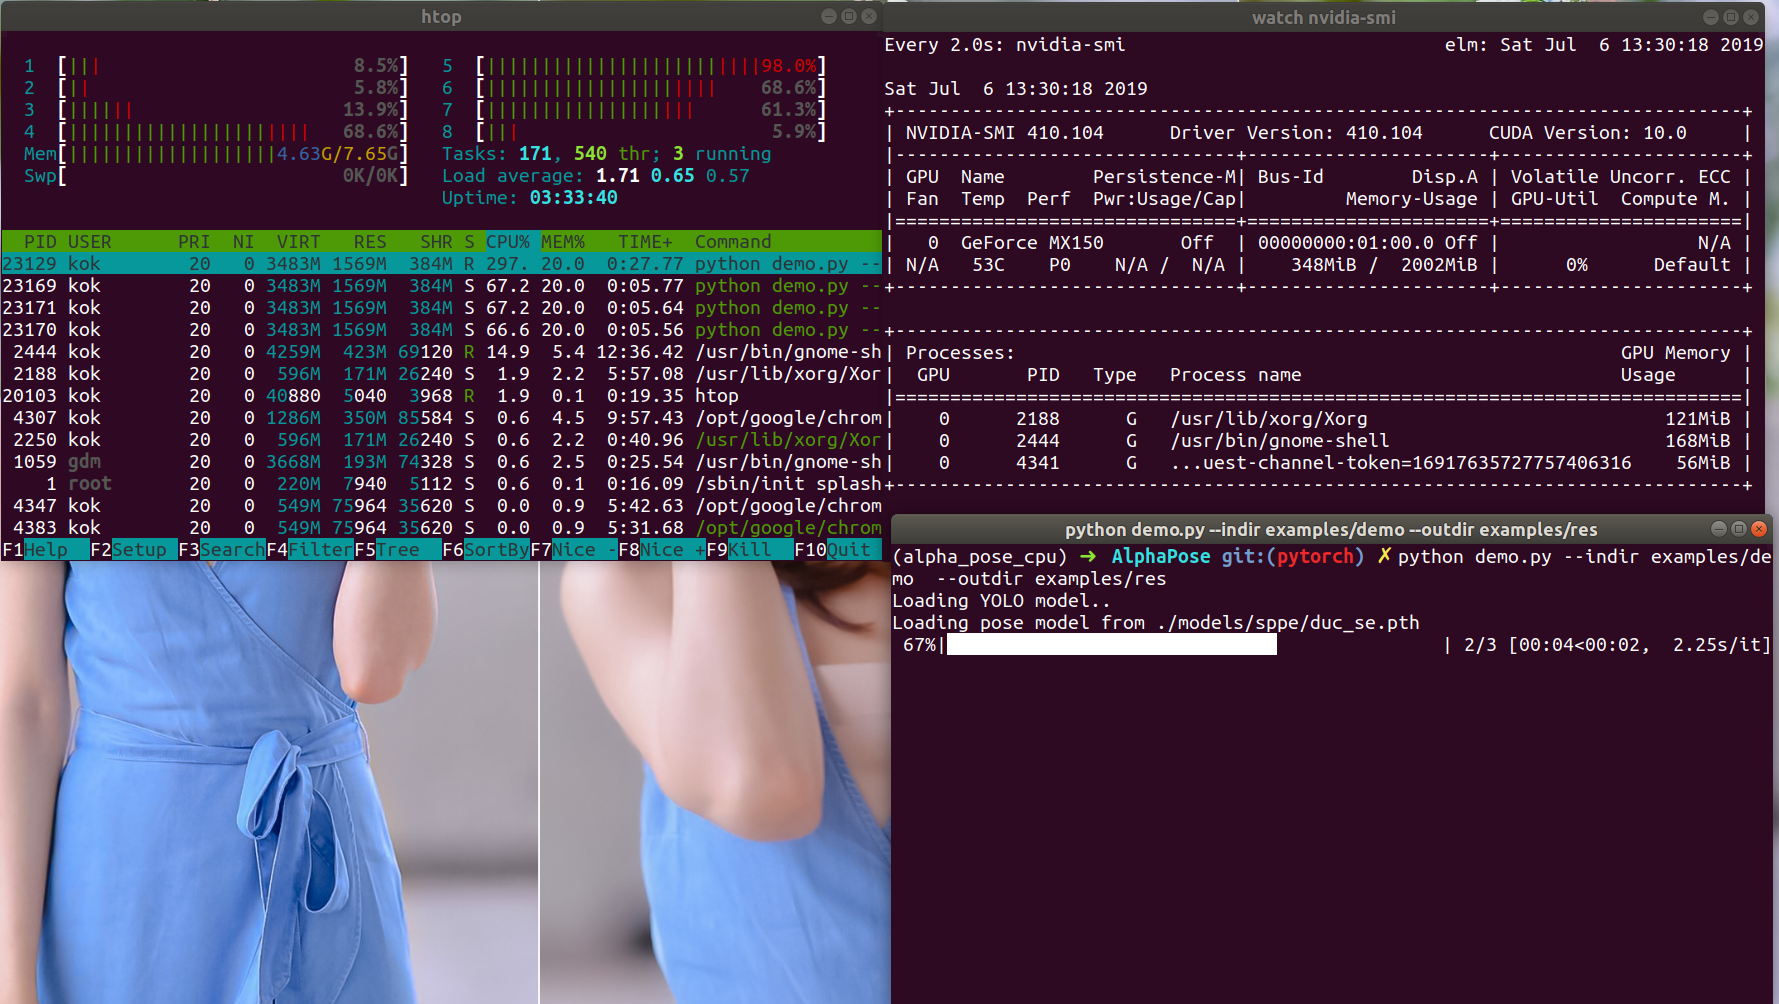 htop
1 [||| 8.5%] 5 [|||||||||||||||||||||||||98.0%]
2 [|| 5.8%] 6 [||||||||||||||||||||| 68.6%]
3 [|||||| 13.9%] 7 [||||||||||||||||||| 61.3%]
4 [|||||||||||||||||||||| 68.6%] 8 [||| 5.9%]
Mem[|||||||||||||||||||4.63G/7.65G] Tasks: 171, 540 thr; 3 running
Swp[ 0K/0K] Load average: 1.71 0.65 0.57
Uptime: 03:33:40
PID USER PRI NI VIRT RES SHR S CPU% MEM% TIME+ Command
23129 kok 20 0 3483M 1569M 384M R 297. 20.0 0:27.77 python demo.py --
23169 kok 20 0 3483M 1569M 384M S 67.2 20.0 0:05.77 python demo.py --
23171 kok 20 0 3483M 1569M 384M S 67.2 20.0 0:05.64 python demo.py --
23170 kok 20 0 3483M 1569M 384M S 66.6 20.0 0:05.56 python demo.py --
2444 kok 20 0 4259M 423M 69120 R 14.9 5.4 12:36.42 /usr/bin/gnome-sh
2188 kok 20 0 596M 171M 26240 S 1.9 2.2 5:57.08 /usr/lib/xorg/Xor
20103 kok 20 0 40880 5040 3968 R 1.9 0.1 0:19.35 htop
4307 kok 20 0 1286M 350M 85584 S 0.6 4.5 9:57.43 /opt/google/chrom
2250 kok 20 0 596M 171M 26240 S 0.6 2.2 0:40.96 /usr/lib/xorg/Xor
1059 gdm 20 0 3668M 193M 74328 S 0.6 2.5 0:25.54 /usr/bin/gnome-sh
1 root 20 0 220M 7940 5112 S 0.6 0.1 0:16.09 /sbin/init splash
4347 kok 20 0 549M 75964 35620 S 0.0 0.9 5:42.63 /opt/google/chrom
4383 kok 20 0 549M 75964 35620 S 0.0 0.9 5:31.68 /opt/google/chrom
F1Help F2Setup F3SearchF4FilterF5Tree F6SortByF7Nice -F8Nice +F9Kill F10Quit
watch nvidia-smi
Every 2.0s: nvidia-smi elm: Sat Jul 6 13:30:18 2019
Sat Jul 6 13:30:18 2019
+-----------------------------------------------------------------------------+
| NVIDIA-SMI 410.104 Driver Version: 410.104 CUDA Version: 10.0 |
|-------------------------------+----------------------+----------------------+
| GPU Name Persistence-M| Bus-Id Disp.A | Volatile Uncorr. ECC |
| Fan Temp Perf Pwr:Usage/Cap| Memory-Usage | GPU-Util Compute M. |
|===============================+======================+======================|
| 0 GeForce MX150 Off | 00000000:01:00.0 Off | N/A |
| N/A 53C P0 N/A / N/A | 348MiB / 2002MiB | 0% Default |
+-------------------------------+----------------------+----------------------+
+-----------------------------------------------------------------------------+
| Processes: GPU Memory |
| GPU PID Type Process name Usage |
|=============================================================================|
| 0 2188 G /usr/lib/xorg/Xorg 121MiB |
| 0 2444 G /usr/bin/gnome-shell 168MiB |
| 0 4341 G ...uest-channel-token=16917635727757406316 56MiB |
+-----------------------------------------------------------------------------+
python demo.py --indir examples/demo --outdir examples/res
(alpha_pose_cpu) ➜ AlphaPose git:(pytorch) ✗ python demo.py --indir examples/de
mo --outdir examples/res
Loading YOLO model..
Loading pose model from ./models/sppe/duc_se.pth
67%| | 2/3 [00:04<00:02, 2.25s/it]